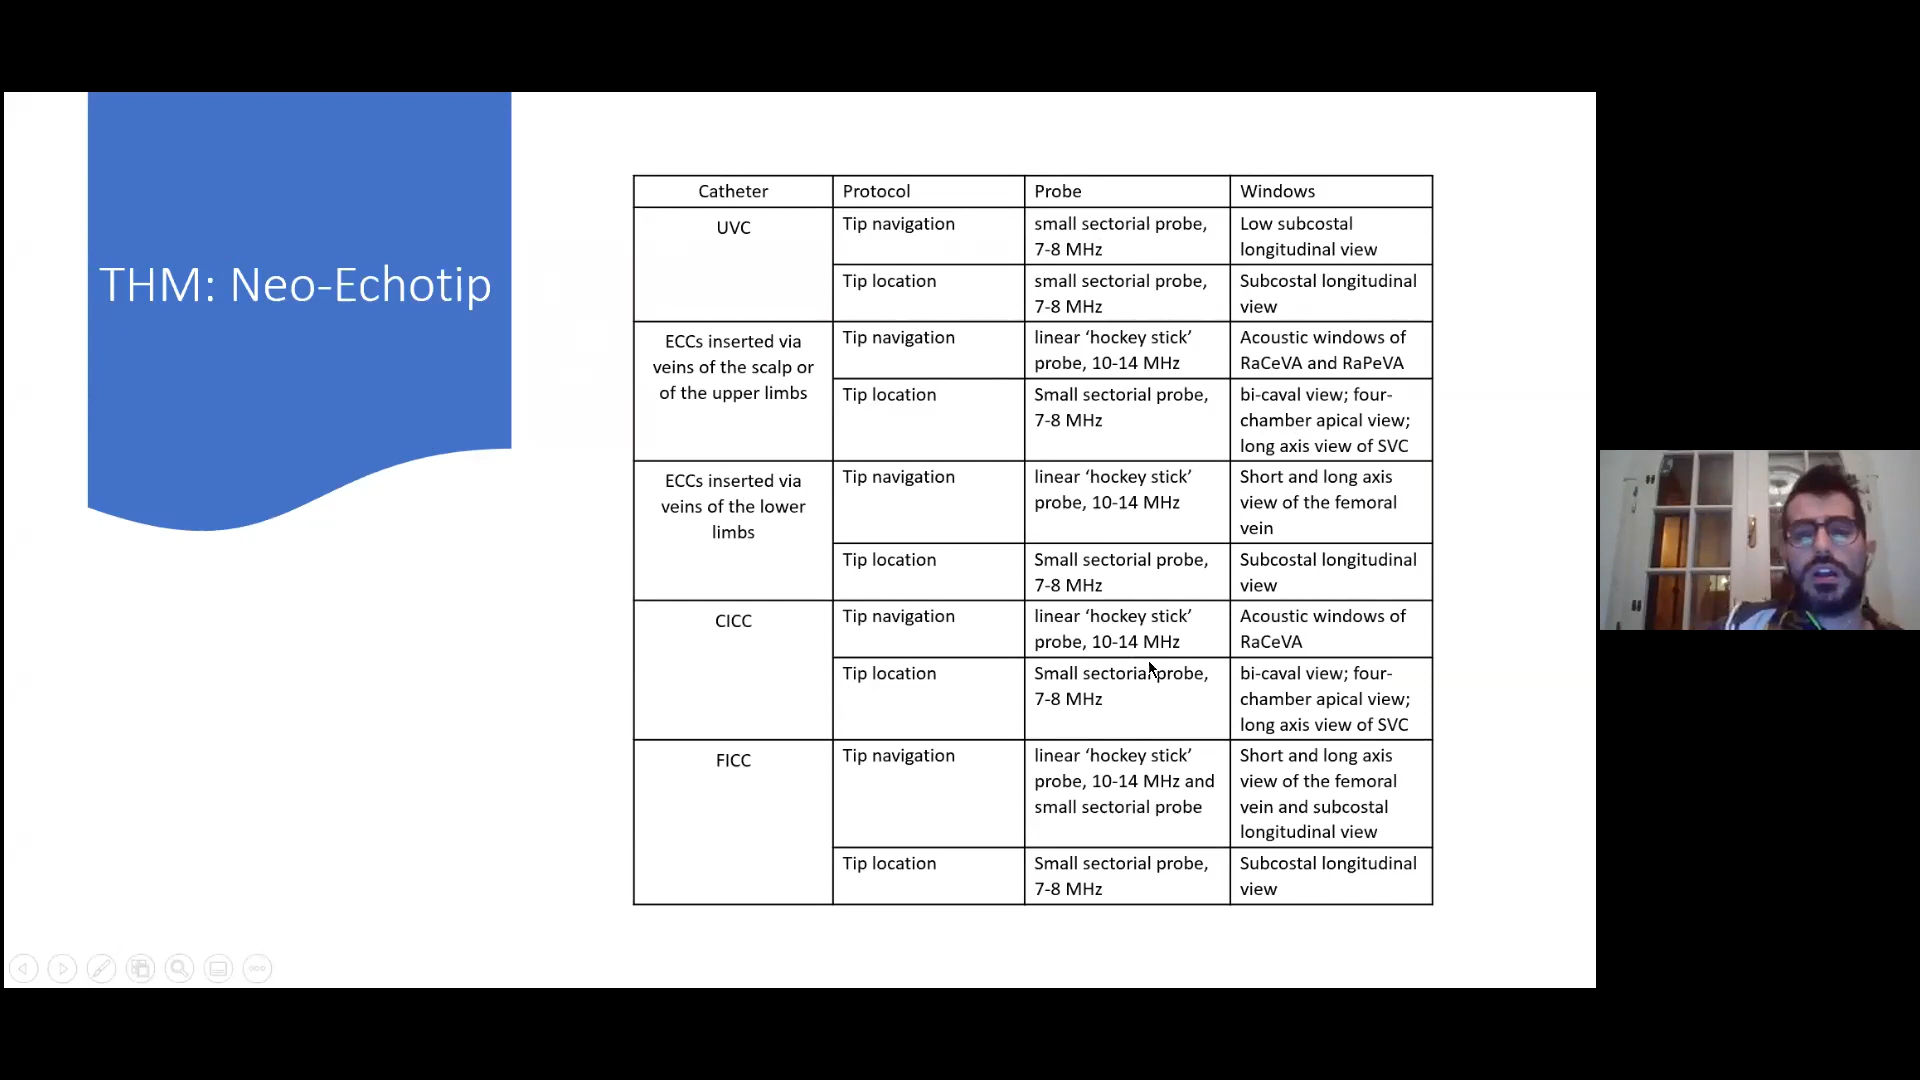 THM: Neo-Echotip
Catheter
Protocol
Probe
Windows
UVC
Tip navigation
small sectorial probe,
7-8 MHz
Low subcostal
longitudinal view
Tip location
small sectorial probe,
7-8 MHz
Subcostal longitudinal
view
ECCs inserted via
veins of the scalp or
of the upper limbs
Tip navigation
linear ‘hockey stick’
probe, 10-14 MHz
Acoustic windows of
RaCeVA and RaPeVA
Tip location
Small sectorial probe,
7-8 MHz
bi-caval view; four-
chamber apical view;
long axis view of SVC
ECCs inserted via
veins of the lower
limbs
Tip navigation
linear ‘hockey stick’
probe, 10-14 MHz
Short and long axis
view of the femoral
vein
Tip location
Small sectorial probe,
7-8 MHz
Subcostal longitudinal
view
CICC
Tip navigation
linear ‘hockey stick’
probe, 10-14 MHz
Acoustic windows of
RaCeVA
Tip location
Small sectorial probe,
7-8 MHz
bi-caval view; four-
chamber apical view;
long axis view of SVC
FICC
Tip navigation
linear ‘hockey stick’
probe, 10-14 MHz and
small sectorial probe
Short and long axis
view of the femoral
vein and subcostal
longitudinal view
Tip location
Small sectorial probe,
7-8 MHz
Subcostal longitudinal
view